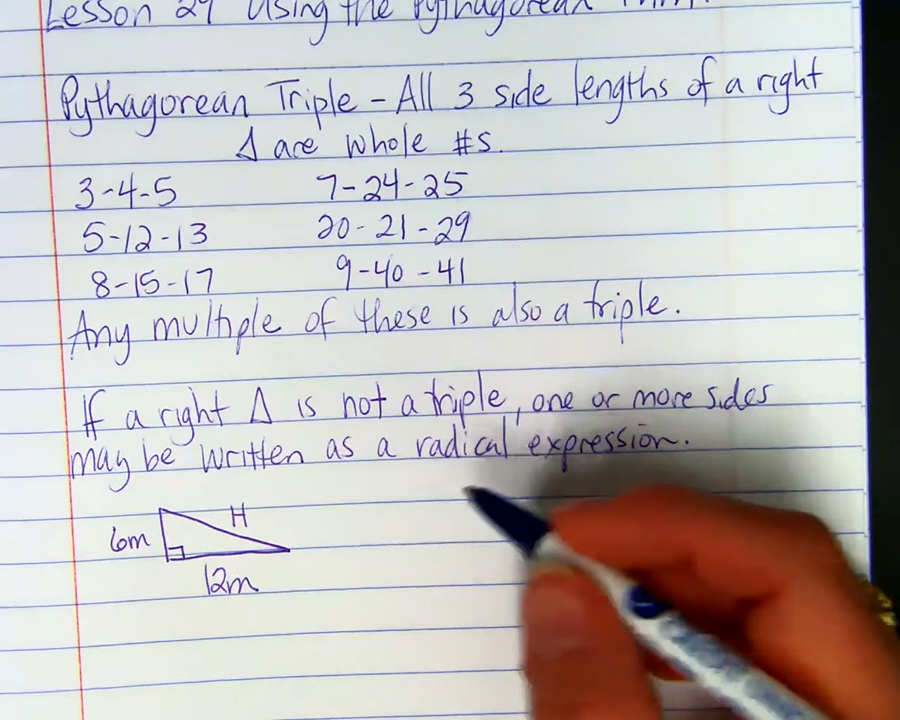 Lesson 29 Using the Pythagorean Thm.
Pythagorean Triple - All 3 side lengths of a right
Δ are whole #s.
3-4-5 7-24-25
5-12-13 20-21-29
8-15-17 9-40-41
Any multiple of these is also a triple.
If a right Δ is not a triple, one or more sides
may be written as a radical expression.
H
6m
12m